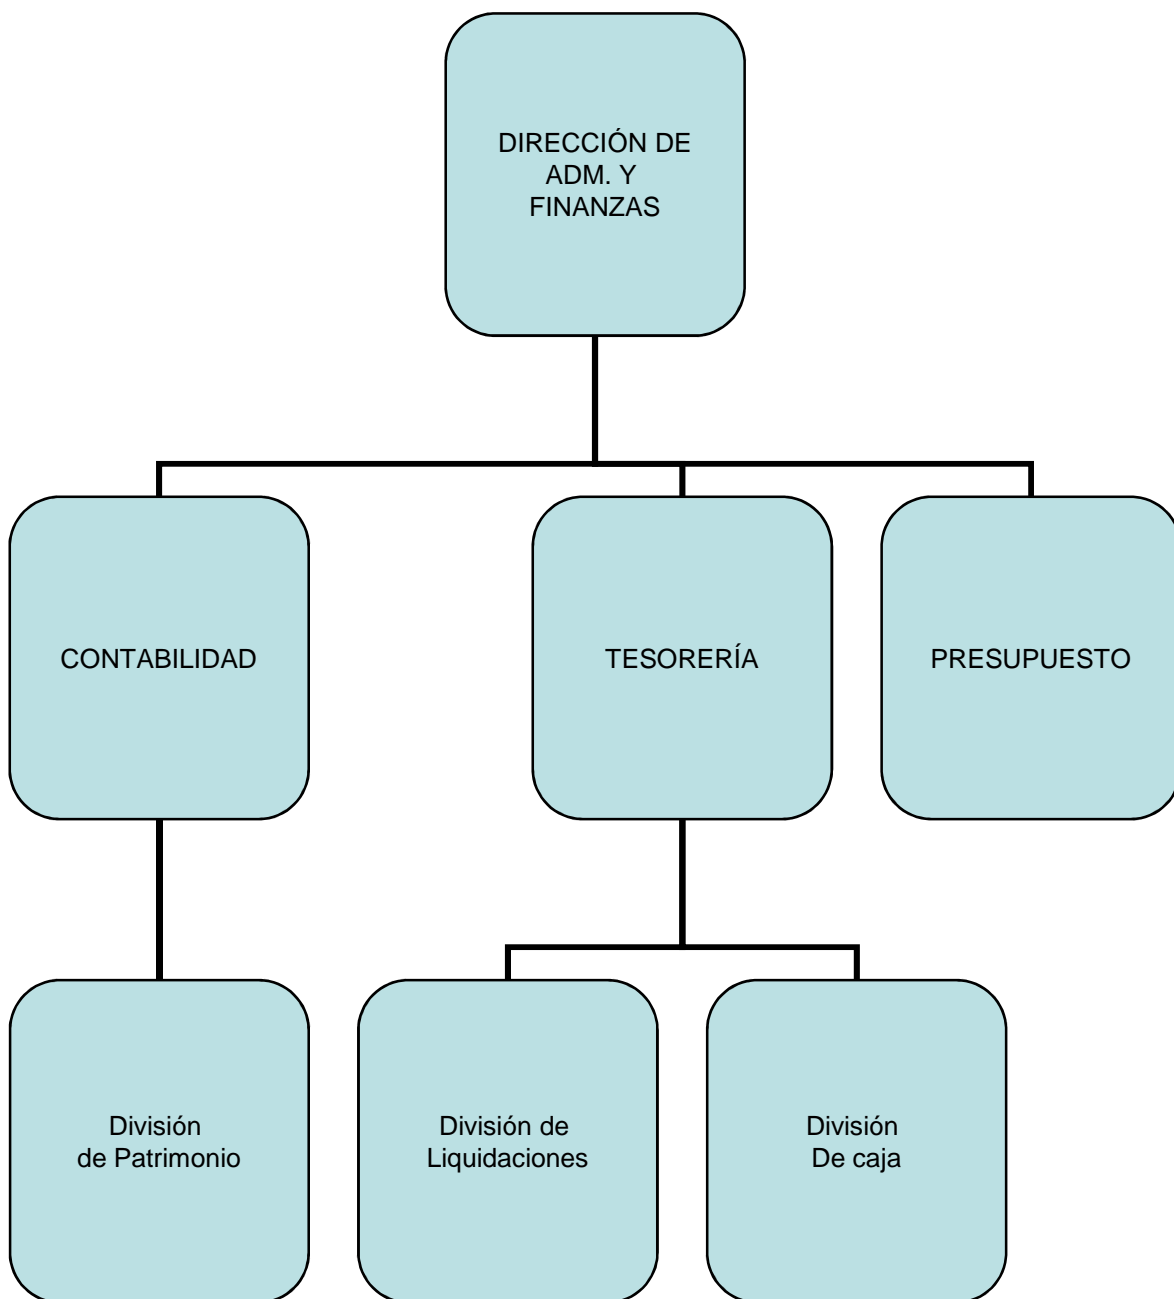 DIRECCIÓN DE
ADM. Y
FINANZAS
CONTABILIDAD
TESORERÍA
PRESUPUESTO
División
de Patrimonio
División de
Liquidaciones
División
De caja